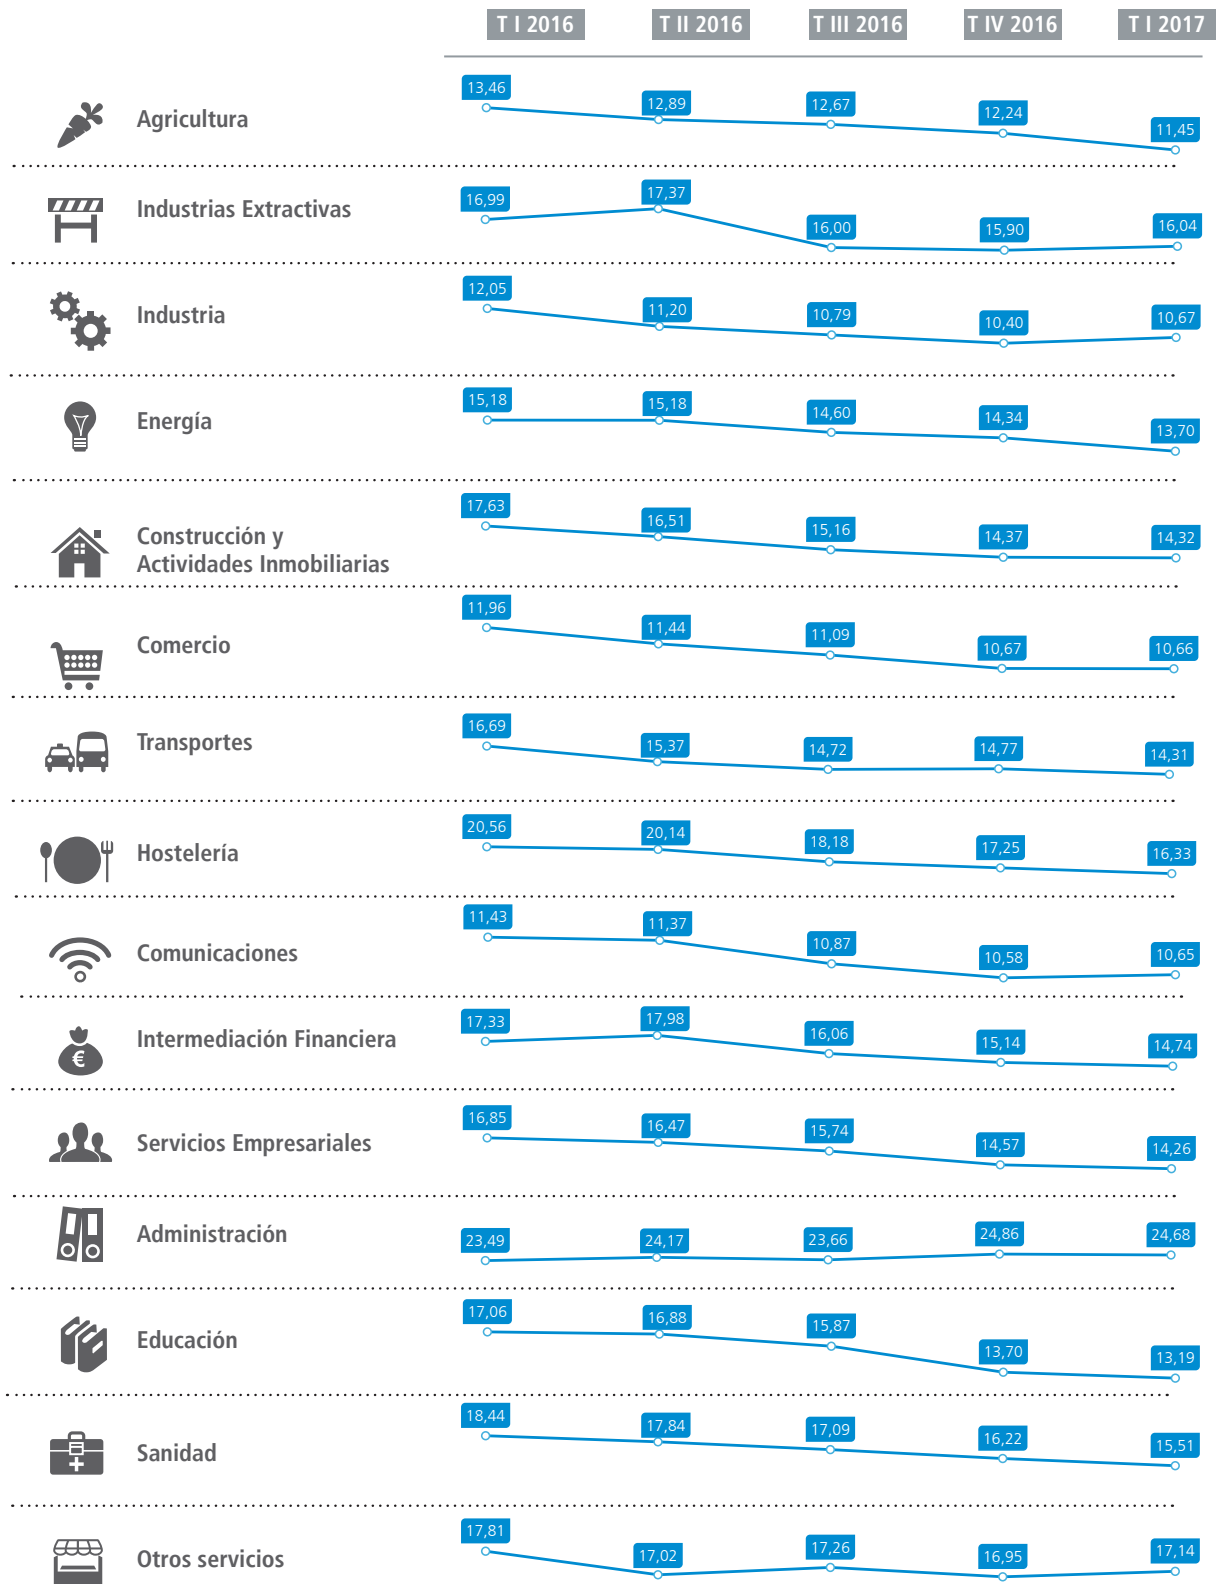 T I 2016 T II 2016 T III 2016 T IV 2016 T I 2017
Agricultura 13,46 12,89 12,67 12,24 11,45
Industrias Extractivas 16,99 17,37 16,00 15,90 16,04
Industria 12,05 11,20 10,79 10,40 10,67
Energía 15,18 15,18 14,60 14,34 13,70
Construcción y
Actividades Inmobiliarias 17,63 16,51 15,16 14,37 14,32
Comercio 11,96 11,44 11,09 10,67 10,66
Transportes 16,69 15,37 14,72 14,77 14,31
Hostelería 20,56 20,14 18,18 17,25 16,33
Comunicaciones 11,43 11,37 10,87 10,58 10,65
Intermediación Financiera 17,33 17,98 16,06 15,14 14,74
€
Servicios Empresariales 16,85 16,47 15,74 14,57 14,26
Administración 23,49 24,17 23,66 24,86 24,68
Educación 17,06 16,88 15,87 13,70 13,19
Sanidad 18,44 17,84 17,09 16,22 15,51
Otros servicios 17,81 17,02 17,26 16,95 17,14